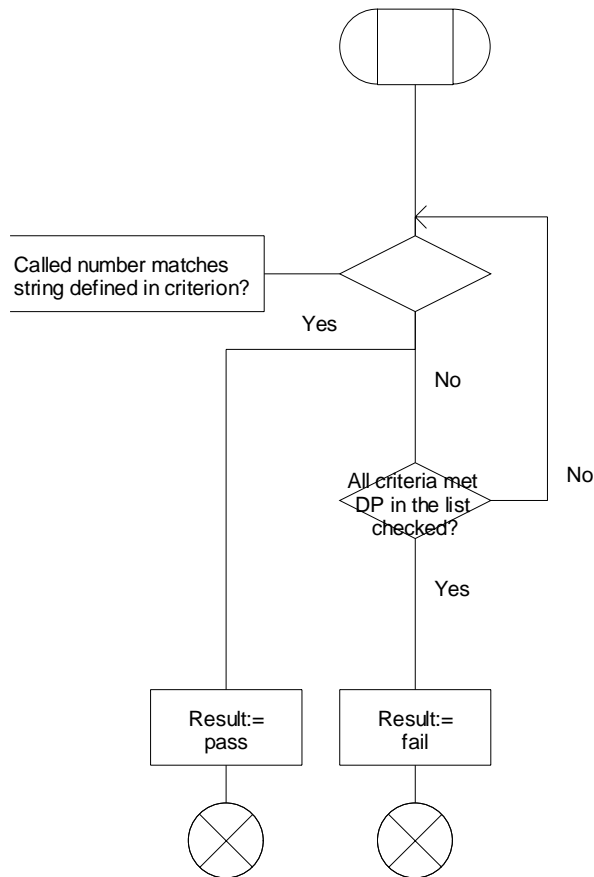 Called number matches
string defined in criterion?
Yes
No
All criteria met
DP in the list
checked?
No
Yes
Result:=
pass
Result:=
fail